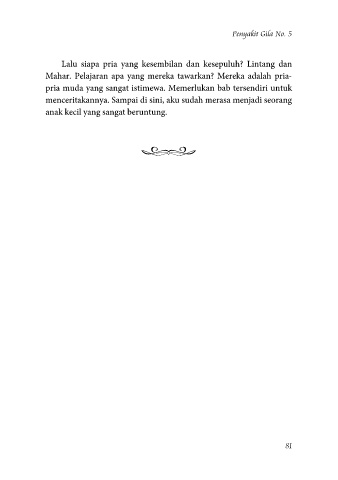 Penyakit Gila No. 5
Lalu siapa pria yang kesembilan dan kesepuluh? Lintang dan
Mahar. Pelajaran apa yang mereka tawarkan? Mereka adalah pria-
pria muda yang sangat istimewa. Memerlukan bab tersendiri untuk
menceritakannya. Sampai di sini, aku sudah merasa menjadi seorang
anak kecil yang sangat beruntung.
81